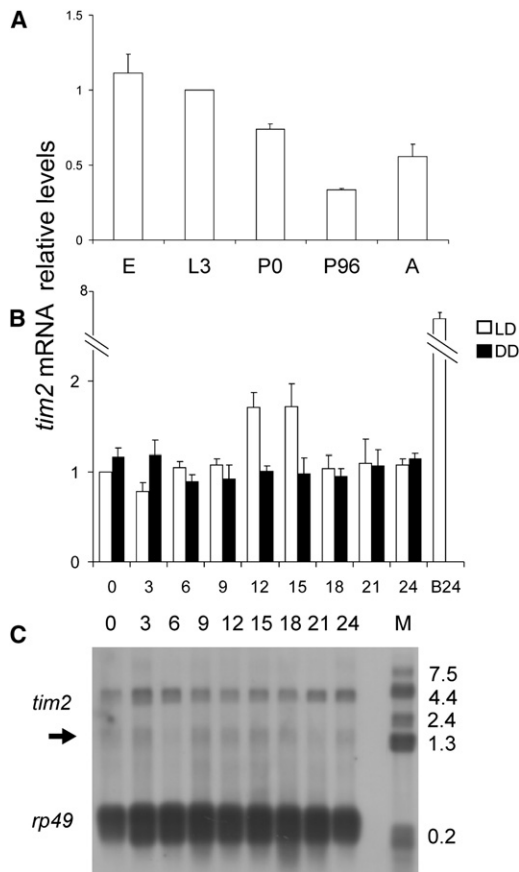 A
1.5
1
0.5
0
E L3 P0 P96 A
tim2 mRNA relative levels
B
8
2
1
0
LD
DD
0 3 6 9 12 15 18 21 24 B24
C
0 3 6 9 12 15 18 21 24 M
tim2
rp49
7.5
4.4
2.4
1.3
0.2